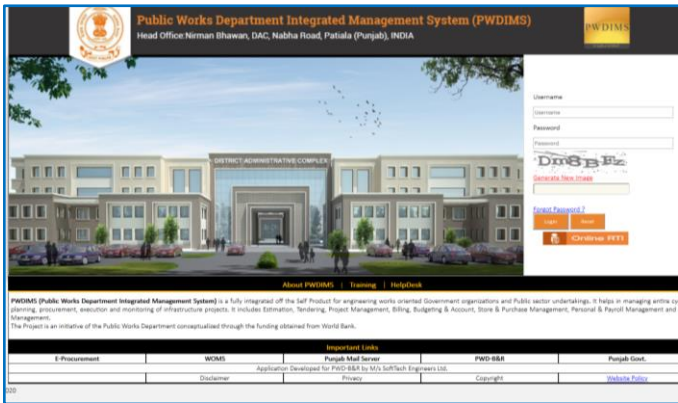 Public Works Department Integrated Management System (PWDIMS)
Head Office:Nirman Bhawan, DAC, Nabha Road, Patiala (Punjab), INDIA
PWDIMS
DISTRICT ADMINISTRATIVE COMPLEX
Username
Username
Password
Password
Generate New Image
Forgot Password ?
Login Reset
Online RTI
About PWDIMS | Training | HelpDesk
PWDIMS (Public Works Department Integrated Management System) is a fully integrated off the Self Product for engineering works oriented Government organizations and Public sector undertakings. It helps in managing entire cy
planning, procurement, execution and monitoring of infrastructure projects. It includes Estimation, Tendering, Project Management, Billing, Budgeting & Account, Store & Purchase Management, Personal & Payroll Management and
Management.
The Project is an initiative of the Public Works Department conceptualized through the funding obtained from World Bank.
Important Links
E-Procurement WOMS Punjab Mail Server PWD-B&R Punjab Govt.
Application Developed for PWD-B&R by M/s SoftTech Engineers Ltd.
Disclaimer Privacy Copyright Website Policy
020